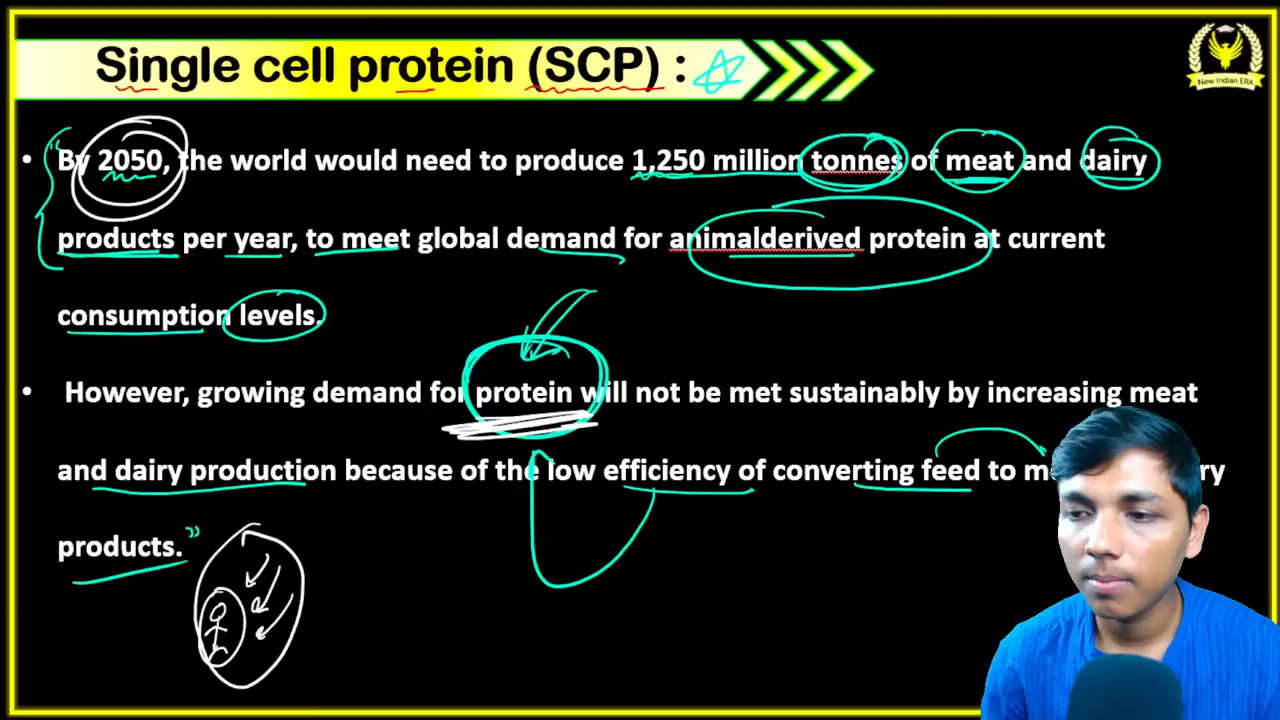 Single cell protein (SCP) :
New Indian ERA
• By 2050, the world would need to produce 1,250 million tonnes of meat and dairy
products per year, to meet global demand for animalderived protein at current
consumption levels.
• However, growing demand for protein will not be met sustainably by increasing meat
and dairy production because of the low efficiency of converting feed to
products.